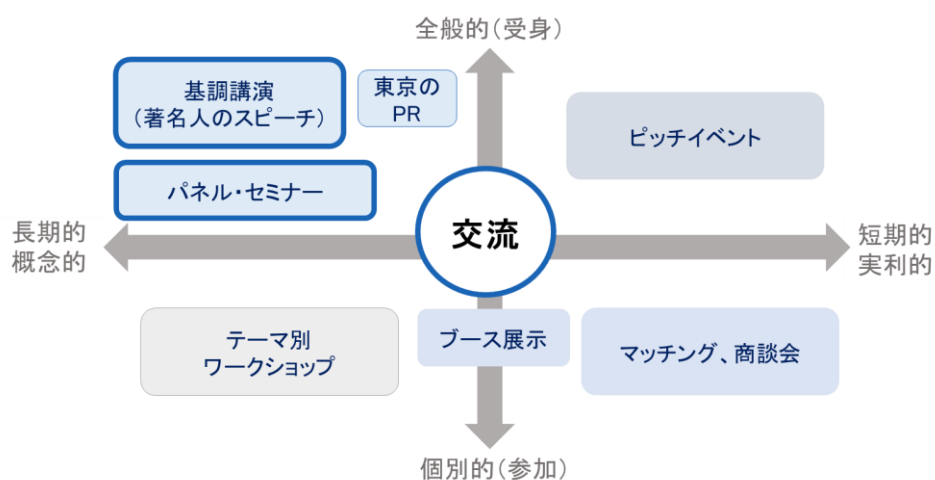 全般的（受身）
基調講演
（著名人のスピーチ）
東京の
PR
ピッチイベント
パネル・セミナー
長期的
概念的
交流
短期的
実利的
テーマ別
ワークショップ
ブース展示
マッチング、商談会
個別的（参加）